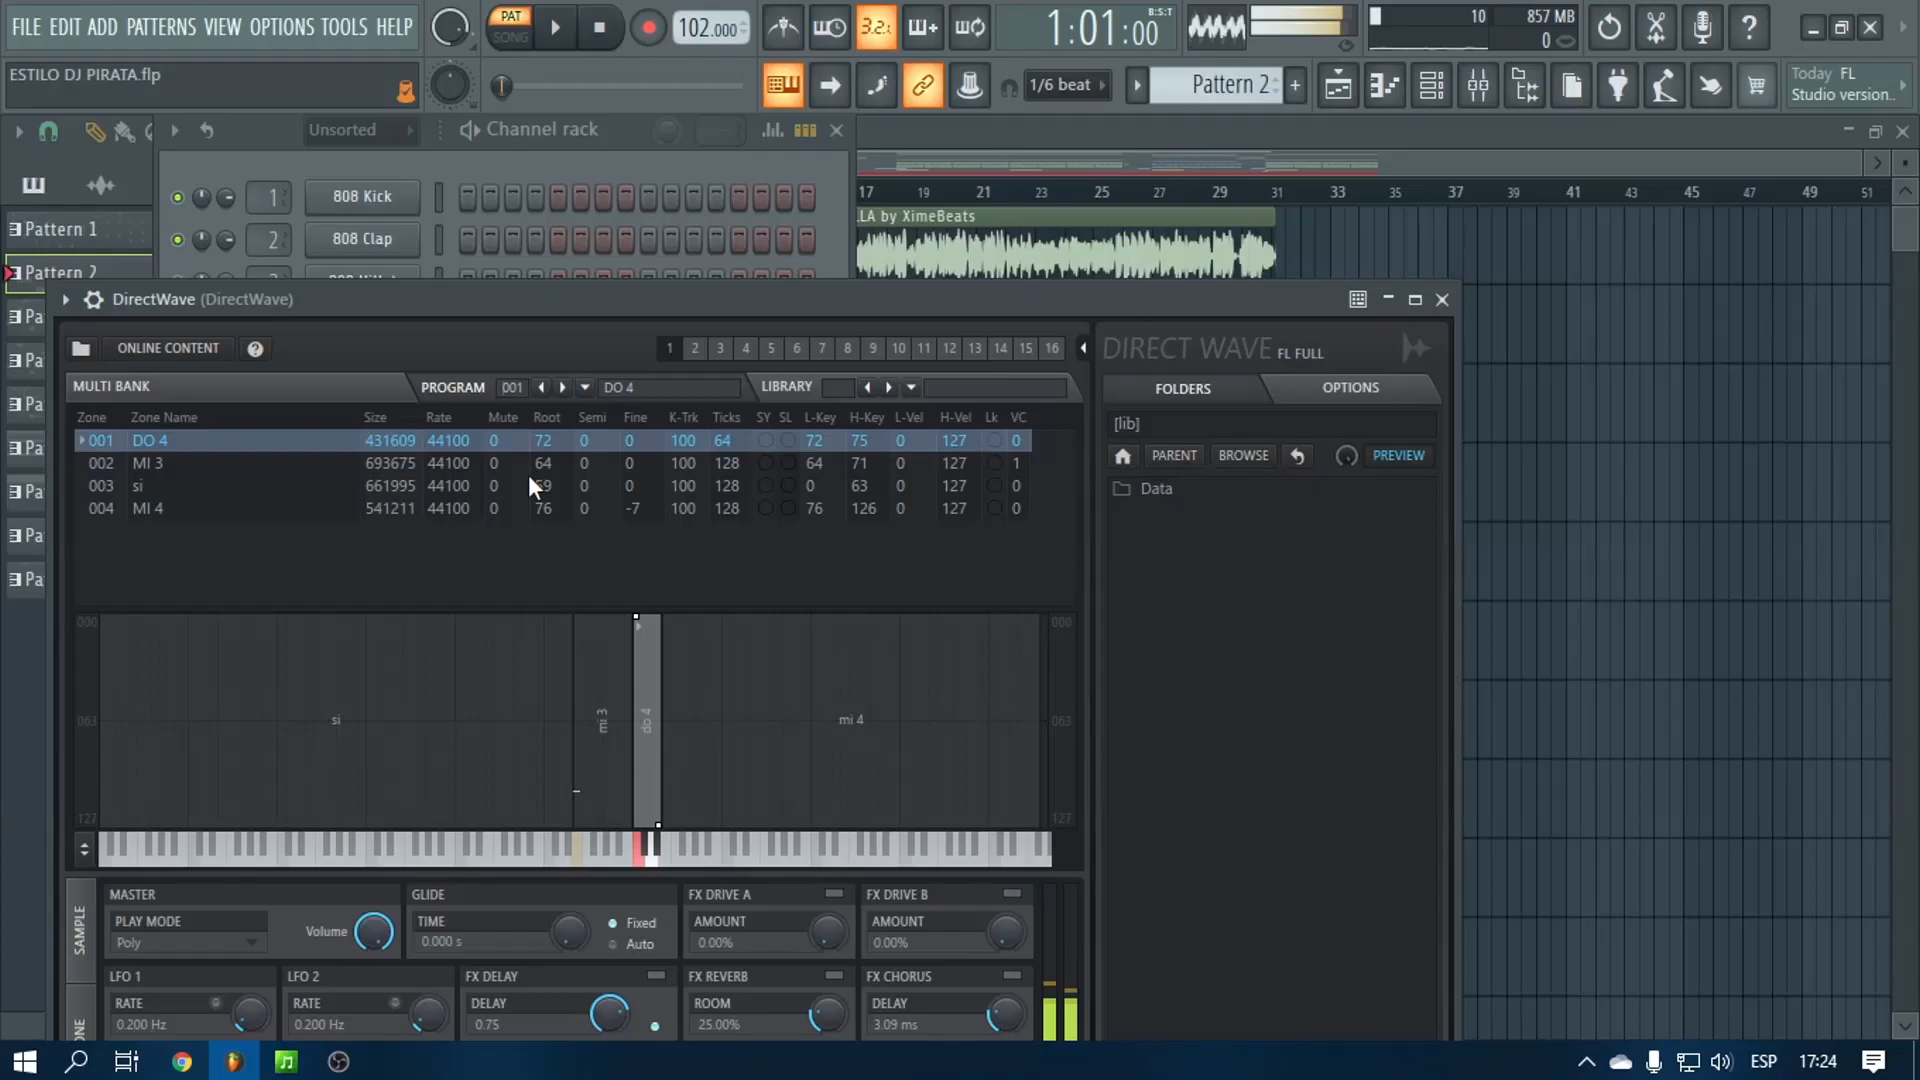 FILE EDIT ADD PATTERNS VIEW OPTIONS TOOLS HELP
PAT
SONG
102.000
3.2.
1:01:00
B:S:T
10
857 MB
0
ESTILO DJ PIRATA.flp
1/6 beat
Pattern 2
Today FL
Studio version..
Unsorted
Channel rack
17 19 21 23 25 27 29 31 33 35 37 39 41 43 45 47 49 51
Pattern 1
1
808 Kick
LLA by XimeBeats
2
808 Clap
Pattern 2
Pa
Pa
Pa
Pa
Pa
Pa
Pa
DirectWave (DirectWave)
ONLINE CONTENT
1 2 3 4 5 6 7 8 9 10 11 12 13 14 15 16
DIRECT WAVE FL FULL
MULTI BANK
PROGRAM 001 DO 4
LIBRARY
FOLDERS
OPTIONS
Zone Zone Name Size Rate Mute Root Semi Fine K-Trk Ticks SY SL L-Key H-Key L-Vel H-Vel Lk VC
001 DO 4 431609 44100 0 72 0 0 100 64 72 75 0 127 0
002 MI 3 693675 44100 0 64 0 0 100 128 64 71 0 127 1
003 si 661995 44100 0 59 0 0 100 128 0 63 0 127 0
004 MI 4 541211 44100 0 76 0 -7 100 128 76 126 0 127 0
[lib]
PARENT BROWSE PREVIEW
Data
000 000
063 si mi 3 do 4 mi 4 063
127 127
SAMPLE
MASTER
PLAY MODE
Poly
Volume
GLIDE
TIME
0.000 s
Fixed
Auto
FX DRIVE A
AMOUNT
0.00%
FX DRIVE B
AMOUNT
0.00%
LFO 1
RATE
0.200 Hz
LFO 2
RATE
0.200 Hz
FX DELAY
DELAY
0.75
FX REVERB
ROOM
25.00%
FX CHORUS
DELAY
3.09 ms
ESP
17:24